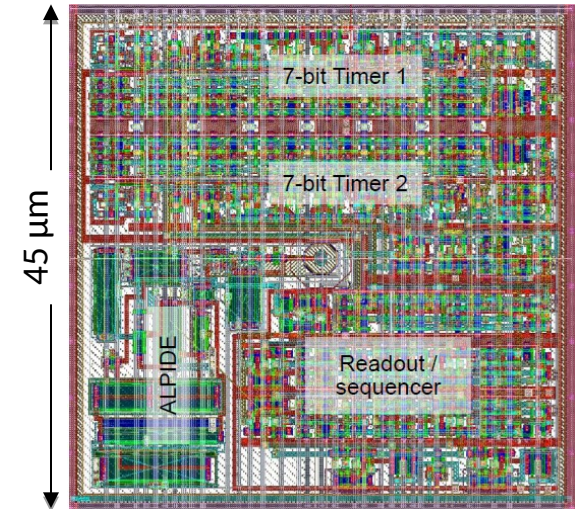 7-bit Timer 1
7-bit Timer 2
45 µm
ALPIDE
Readout /
sequencer